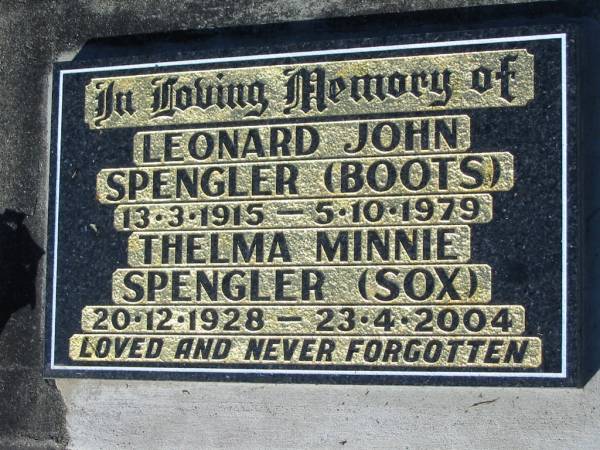 In Loving Memory of
LEONARD JOHN
SPENGLER (BOOTS)
13·3·1915 — 5·10·1979
THELMA MINNIE
SPENGLER (SOX)
20·12·1928 — 23·4·2004
LOVED AND NEVER FORGOTTEN